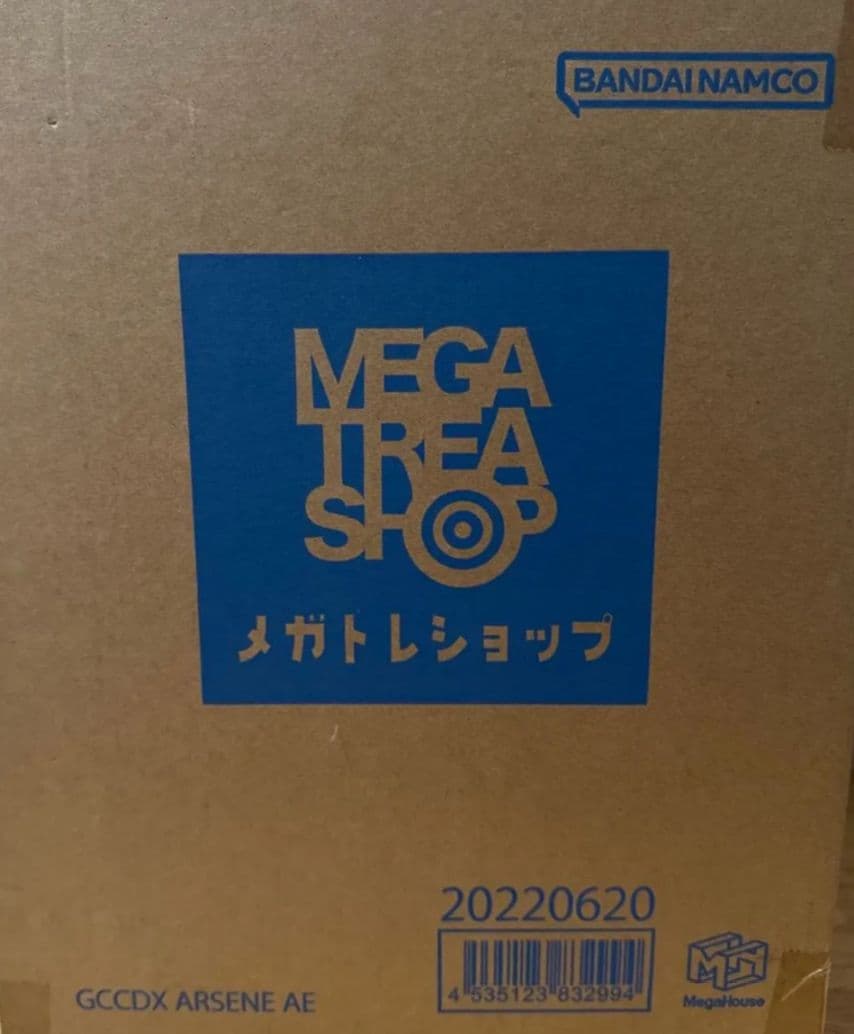 BANDAI NAMCO
MEGA
TREA
SHOP
メガトレショップ
20220620
4 535123 832994
MegaHouse
GCCDX ARSENE AE